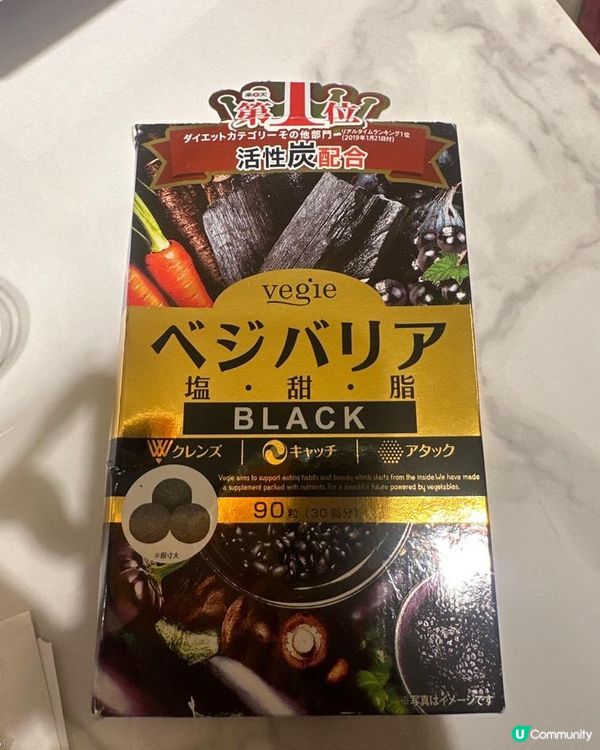 楽天
第1位
ダイエットカテゴリーその他部門 リアルタイムランキング1位
(2019年1月21日付)
活性炭配合
vegie
ベジバリア
塩・甜・脂
BLACK
Wクレンズ キャッチ アタック
Vegie aims to support eating habits and beauty which starts from the inside.We have made
a supplement packed with nutrients. For a beautiful future powered by vegetables.
90粒 (30回分)
※原寸大
※写真はイメージです
U Community